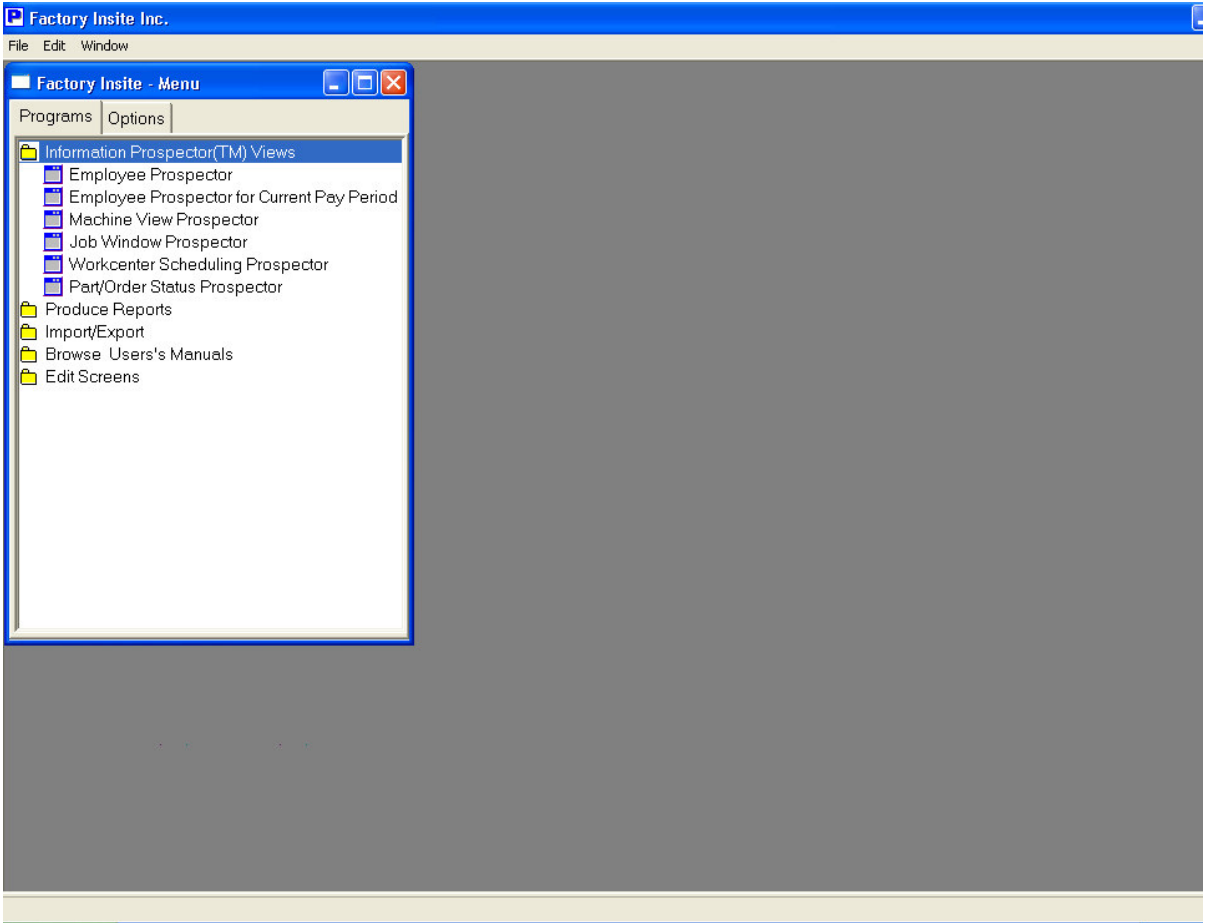 Factory Insite Inc.
File Edit Window
Factory Insite - Menu
Programs Options
Information Prospector(TM) Views
Employee Prospector
Employee Prospector for Current Pay Period
Machine View Prospector
Job Window Prospector
Workcenter Scheduling Prospector
Part/Order Status Prospector
Produce Reports
Import/Export
Browse Users's Manuals
Edit Screens